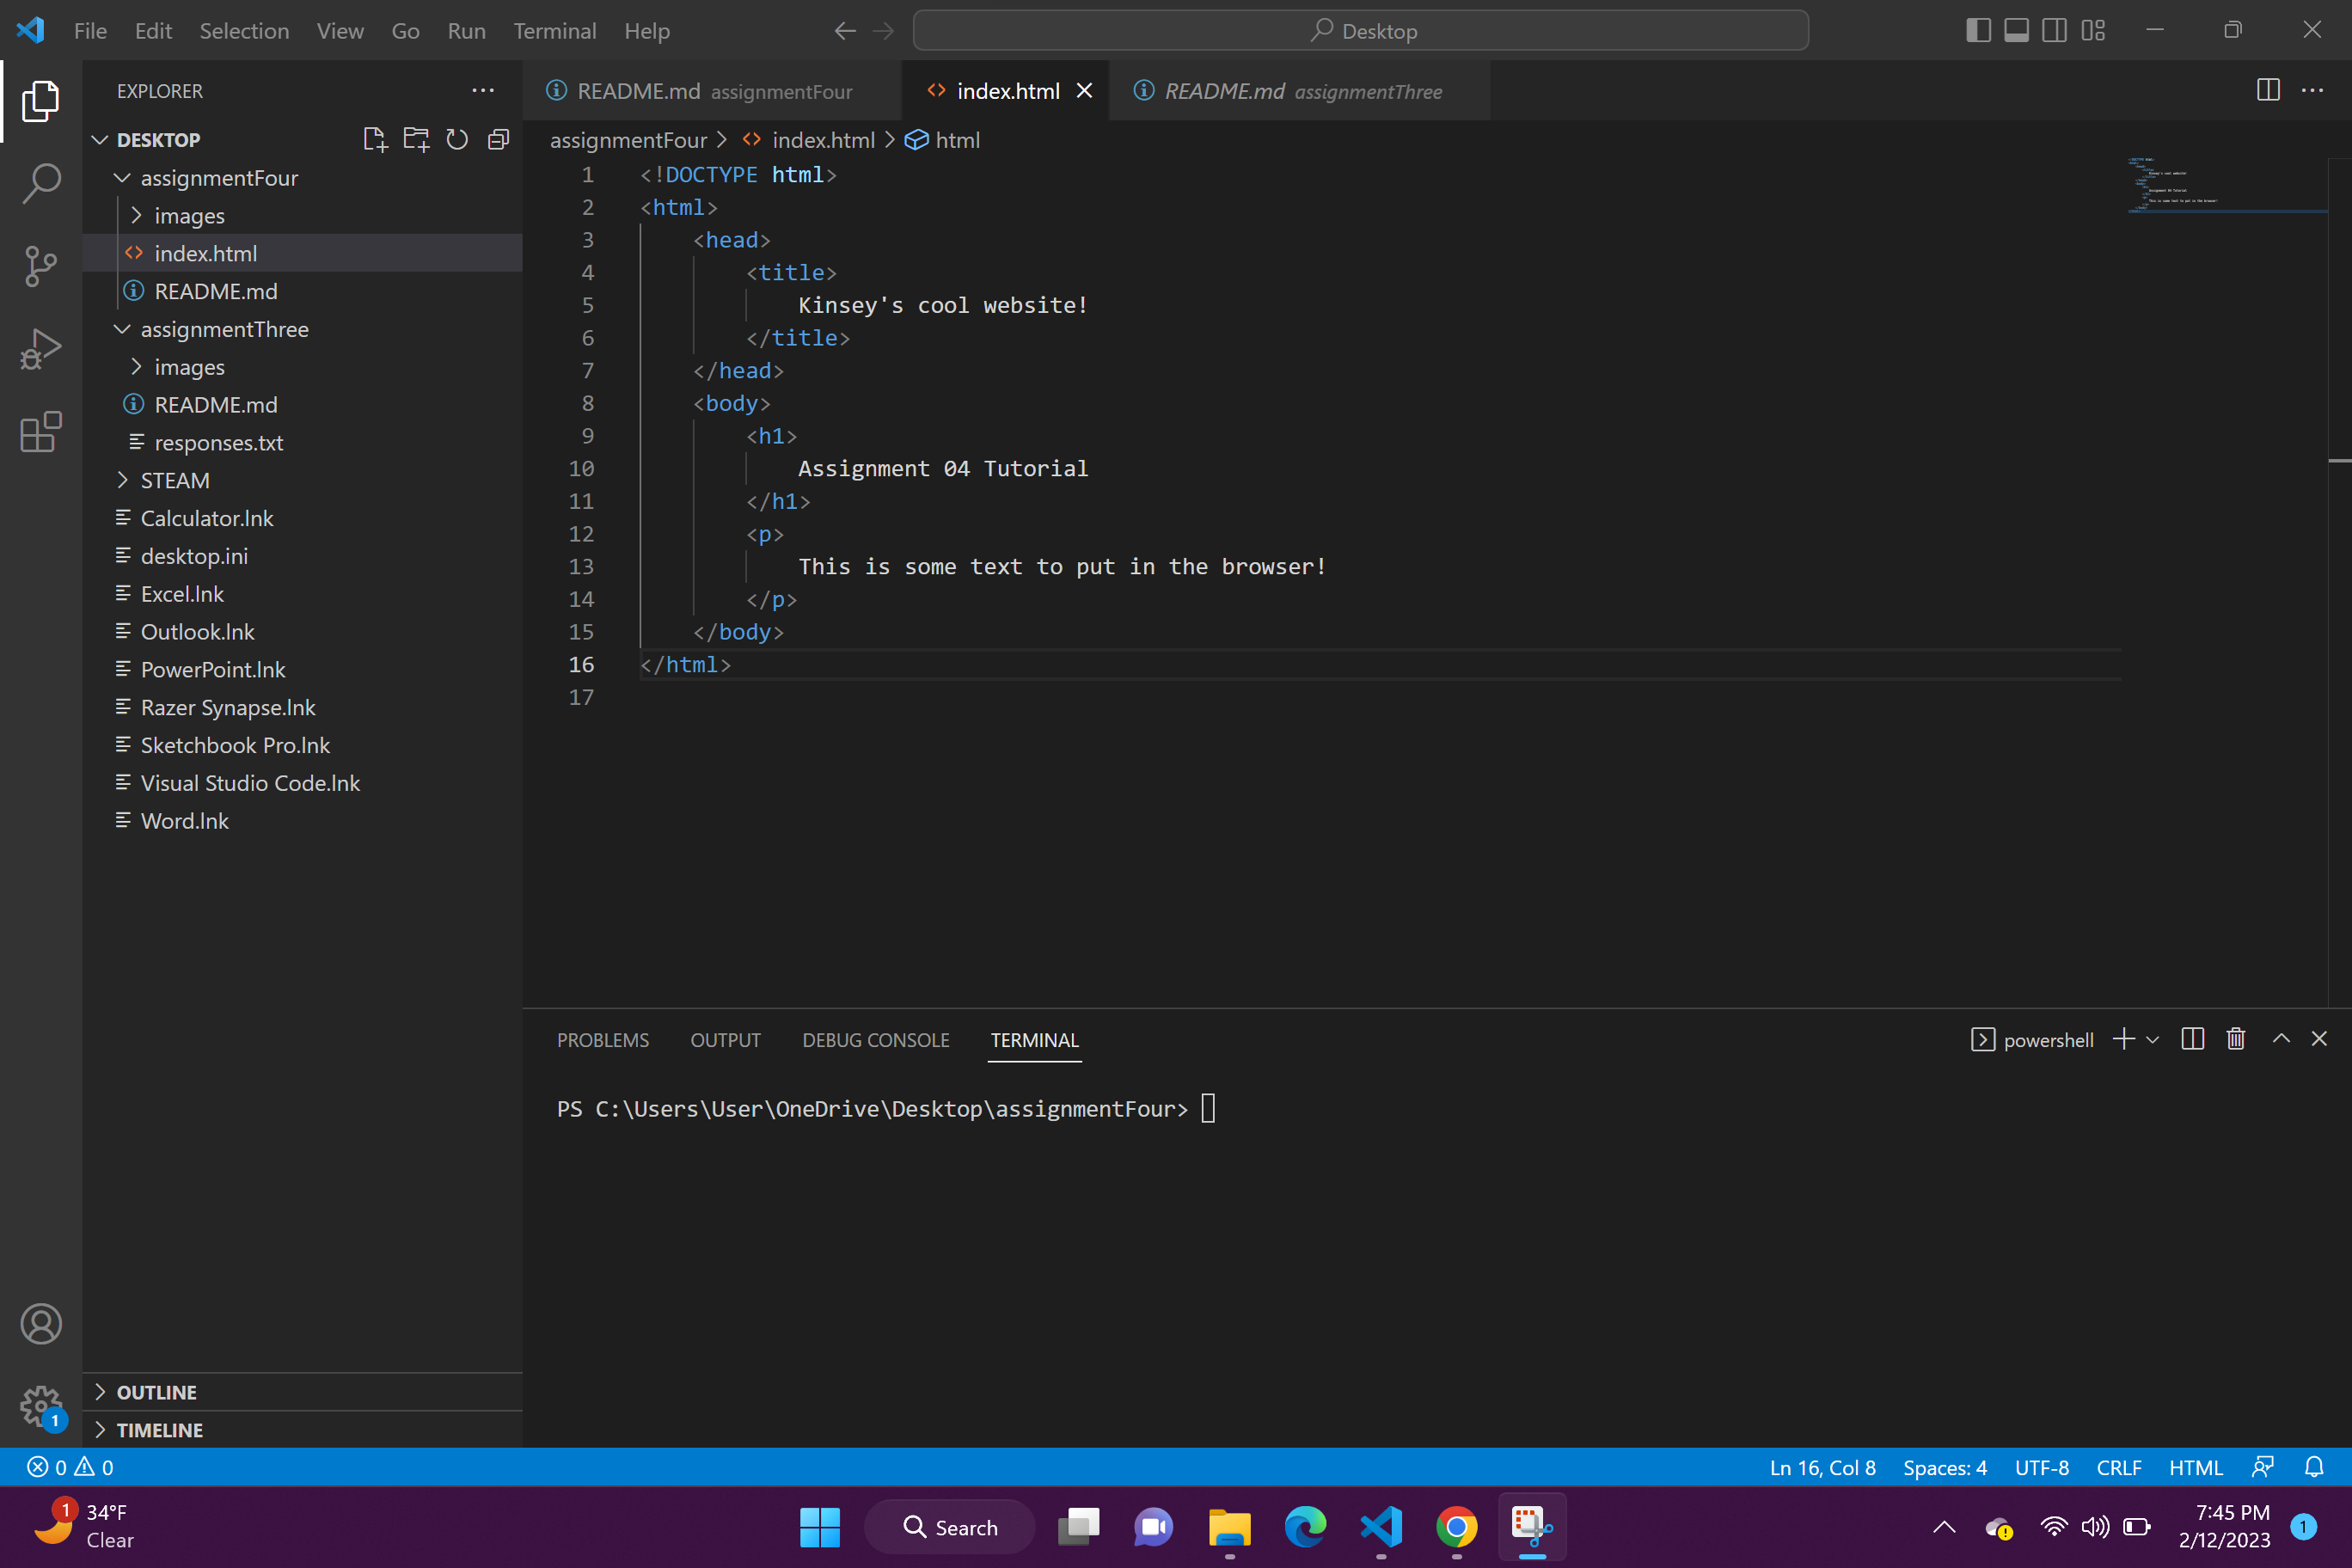 File Edit Selection View Go Run Terminal Help Desktop
EXPLORER
DESKTOP
assignmentFour
images
index.html
README.md
assignmentThree
images
README.md
responses.txt
STEAM
Calculator.lnk
desktop.ini
Excel.lnk
Outlook.lnk
PowerPoint.lnk
Razer Synapse.lnk
Sketchbook Pro.lnk
Visual Studio Code.lnk
Word.lnk
OUTLINE
TIMELINE
1
README.md assignmentFour index.html README.md assignmentThree
assignmentFour > index.html > html
1 <!DOCTYPE html>
2 <html>
3 <head>
4 <title>
5 Kinsey's cool website!
6 </title>
7 </head>
8 <body>
9 <h1>
10 Assignment 04 Tutorial
11 </h1>
12 <p>
13 This is some text to put in the browser!
14 </p>
15 </body>
16 </html>
17
PROBLEMS OUTPUT DEBUG CONSOLE TERMINAL powershell
PS C:\Users\User\OneDrive\Desktop\assignmentFour>
0 0 Ln 16, Col 8 Spaces: 4 UTF-8 CRLF HTML
1 34°F
Clear
Search
7:45 PM
2/12/2023
1